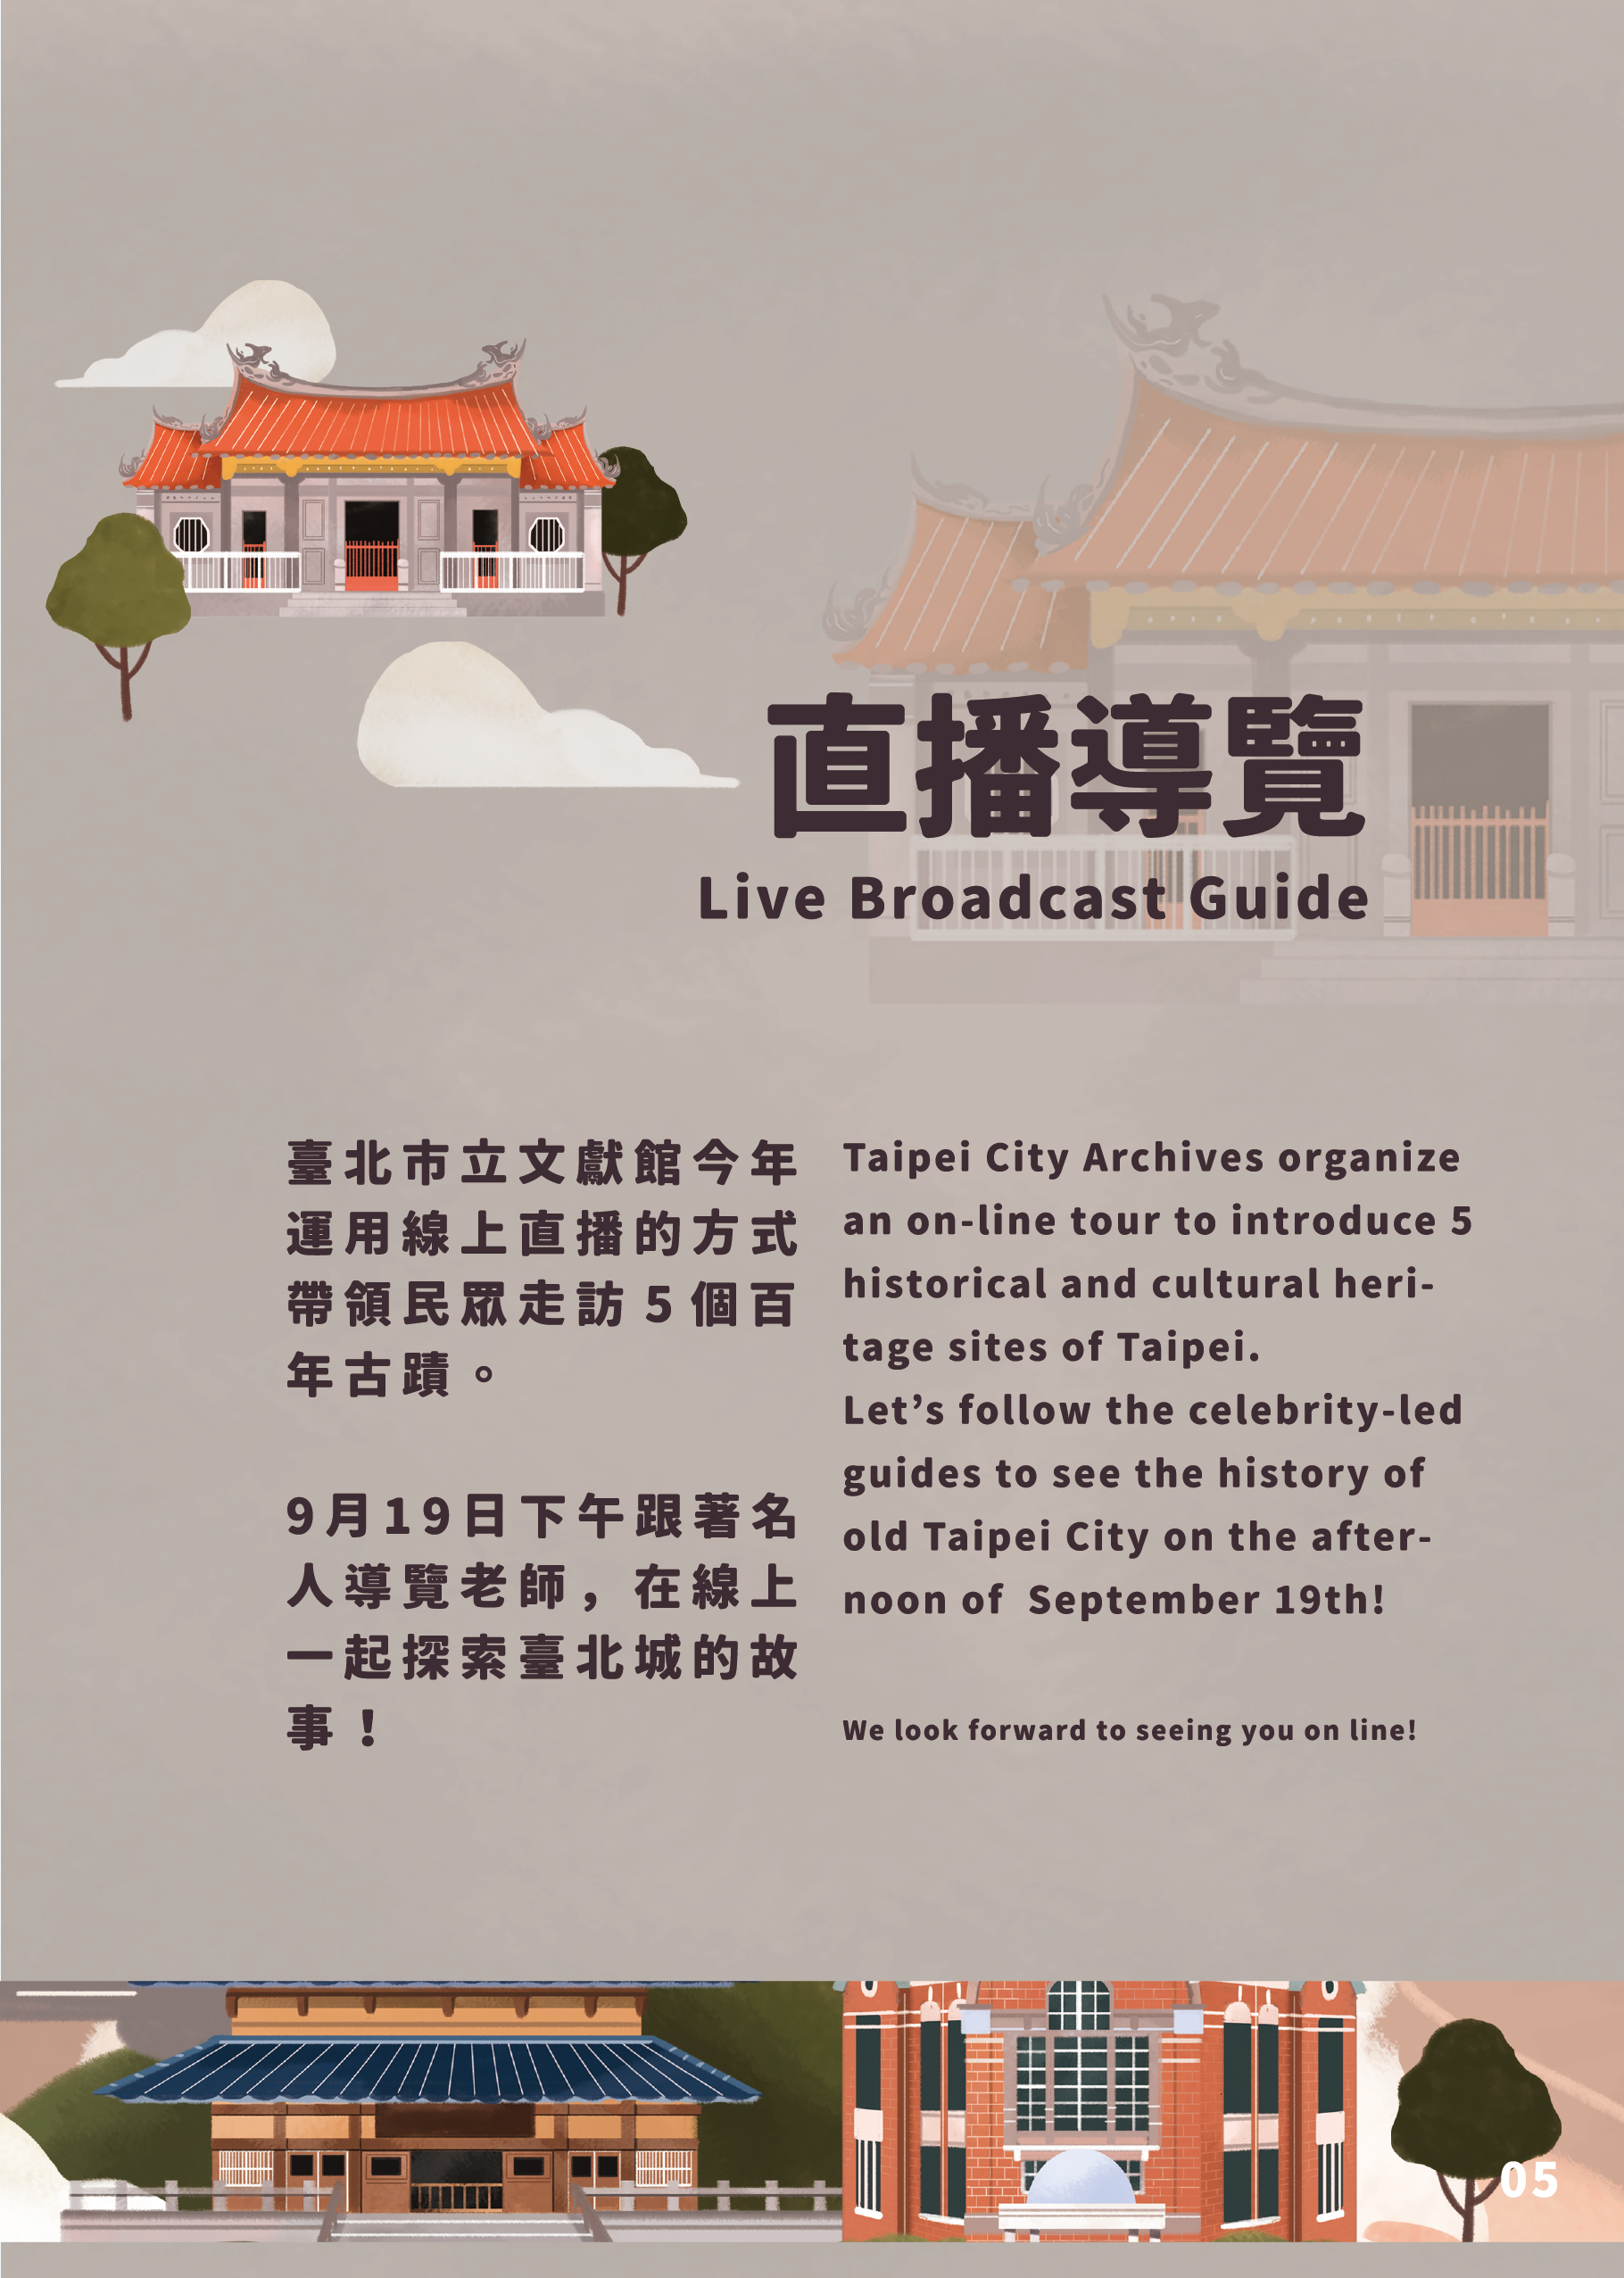 直播導覽
Live Broadcast Guide
臺北市立文獻館今年
運用線上直播的方式
帶領民眾走訪 5 個百
年古蹟。
9月19日下午跟著名
人導覽老師，在線上
一起探索臺北城的故
事！
Taipei City Archives organize
an on-line tour to introduce 5
historical and cultural heri-
tage sites of Taipei.
Let’s follow the celebrity-led
guides to see the history of
old Taipei City on the after-
noon of  September 19th!
We look forward to seeing you on line!
05